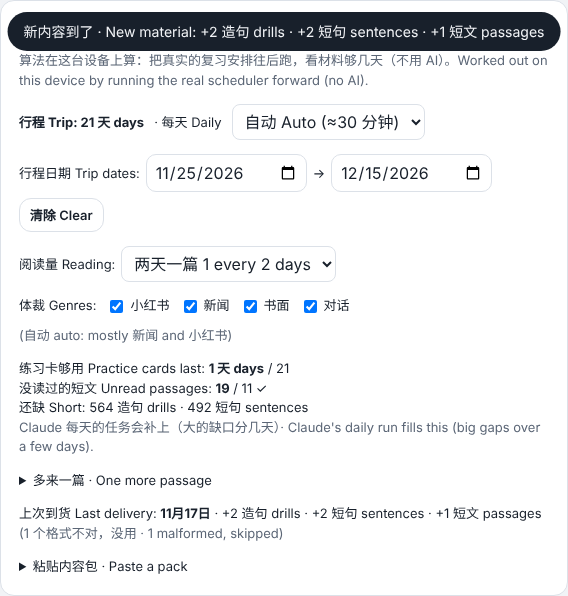 新内容到了 · New material: +2 造句 drills · +2 短句 sentences · +1 短文 passages
算法在这台设备上算：把真实的复习安排往后跑，看材料够几天（不用 AI）。Worked out on
this device by running the real scheduler forward (no AI).
行程 Trip: 21 天 days · 每天 Daily 自动 Auto (≈30 分钟)
行程日期 Trip dates: 11/25/2026 → 12/15/2026
清除 Clear
阅读量 Reading: 两天一篇 1 every 2 days
体裁 Genres: 小红书 新闻 书面 对话
(自动 auto: mostly 新闻 and 小红书)
练习卡够用 Practice cards last: 1 天 days / 21
没读过的短文 Unread passages: 19 / 11 ✓
还缺 Short: 564 造句 drills · 492 短句 sentences
Claude 每天的任务会补上（大的缺口分几天）· Claude's daily run fills this (big gaps over
a few days).
▶ 多来一篇 · One more passage
上次到货 Last delivery: 11月17日 · +2 造句 drills · +2 短句 sentences · +1 短文 passages
(1 个格式不对，没用 · 1 malformed, skipped)
▶ 粘贴内容包 · Paste a pack